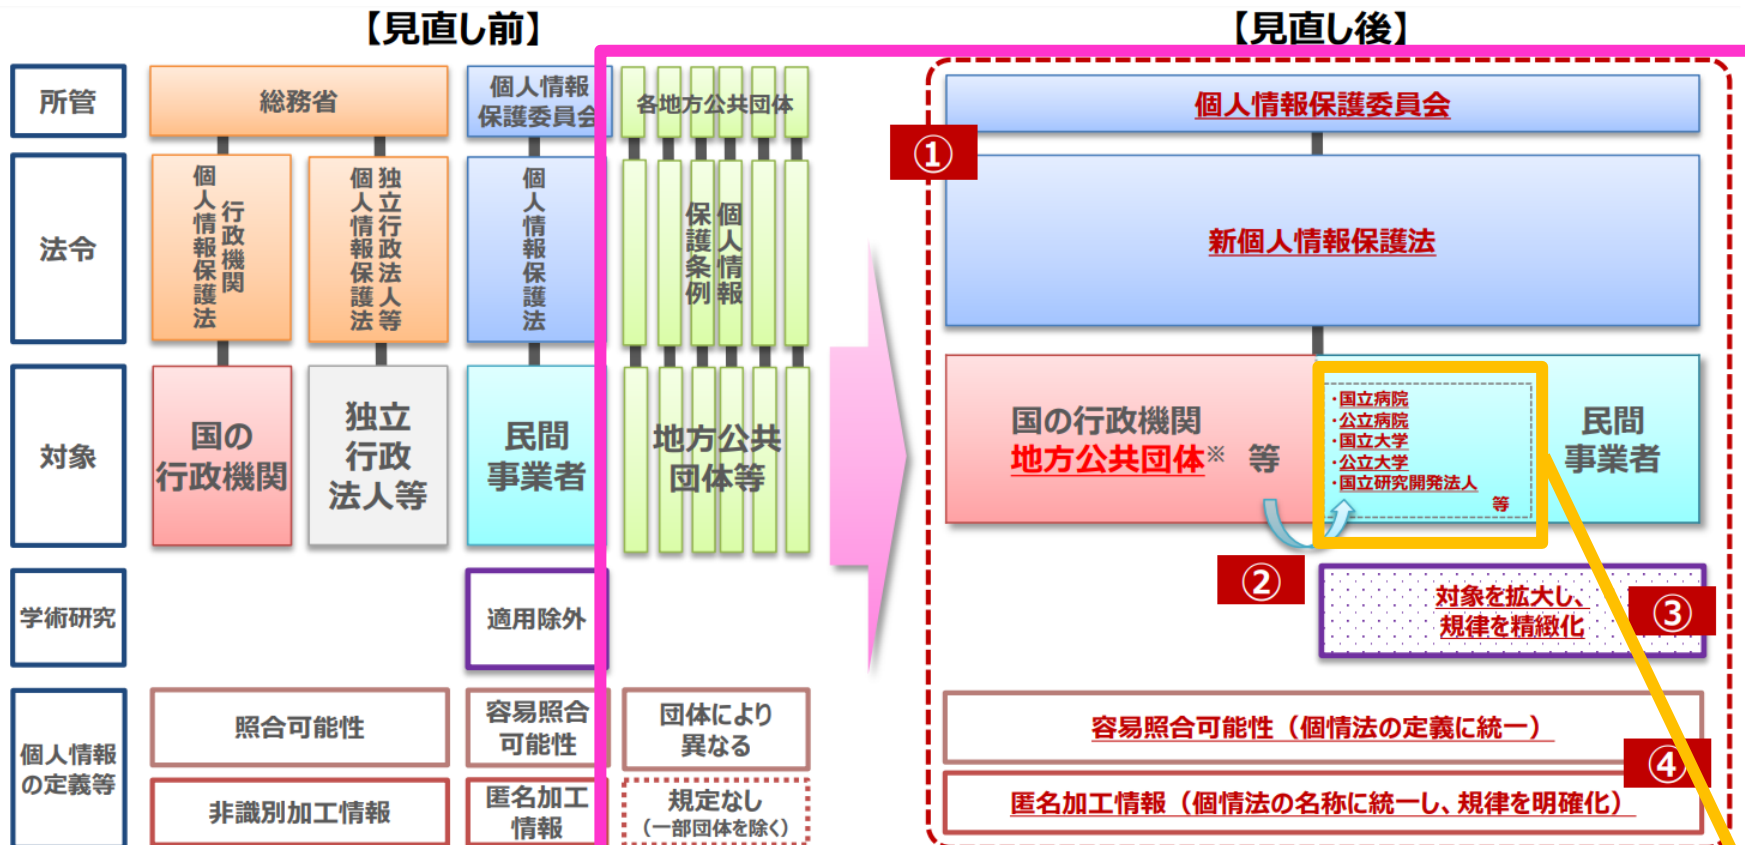 【見直し前】
【見直し後】
所管
総務省
個人情報
保護委員会
各地方公共団体
個人情報保護委員会
①
法令
行政機関
個人情報保護法
独立行政法人等
個人情報保護法
個人情報保護法
個人情報
保護条例
新個人情報保護法
対象
国の
行政機関
独立
行政
法人等
民間
事業者
地方公共
団体等
国の行政機関
地方公共団体※ 等
・国立病院
・公立病院
・国立大学
・公立大学
・国立研究開発法人
等
民間
事業者
②
学術研究
適用除外
対象を拡大し、
規律を精緻化
③
個人情報
の定義等
照合可能性
容易照合
可能性
団体により
異なる
容易照合可能性（個情法の定義に統一）
④
非識別加工情報
匿名加工
情報
規定なし
（一部団体を除く）
匿名加工情報（個情法の名称に統一し、規律を明確化）